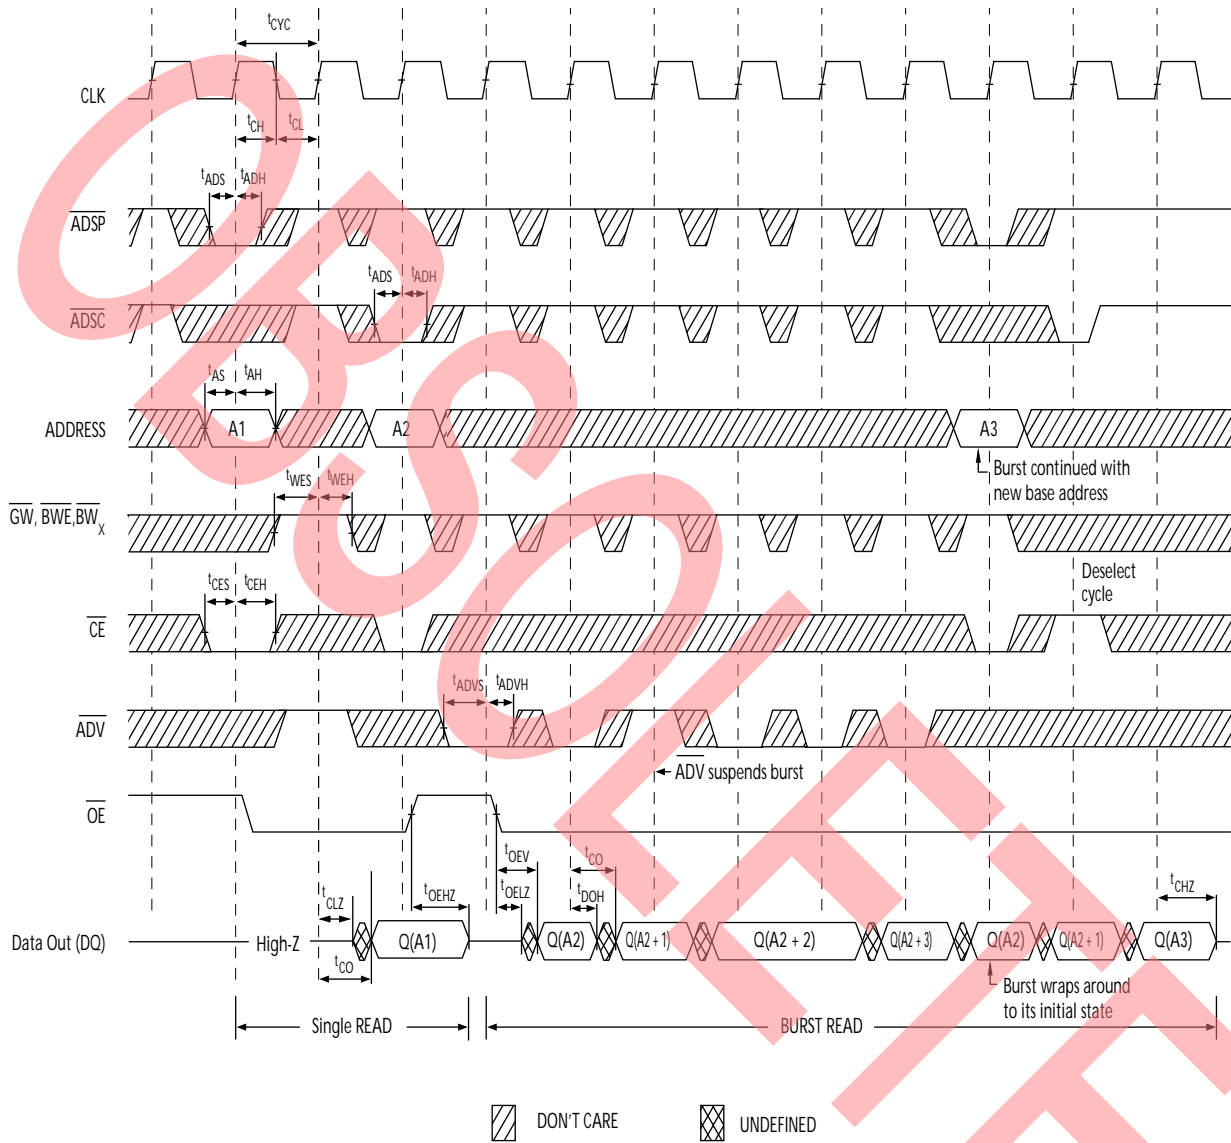 tCYC
CLK
tCH
tCL
tADS
tADH
ADSP
tADS
tADH
ADSC
tAS
tAH
ADDRESS
A1
A2
A3
Burst continued with
new base address
tWES
tWEH
GW, BWE,BWX
Deselect
cycle
tCES
tCEH
CE
tADVS
tADVH
ADV
ADV suspends burst
OE
tOEV
tCO
tCLZ
tOEHZ
tOELZ
tDOH
tCHZ
Data Out (DQ)
High-Z
Q(A1)
Q(A2)
Q(A2 + 1)
Q(A2 + 2)
Q(A2 + 3)
Q(A2)
Q(A2 + 1)
Q(A3)
tCO
Burst wraps around
to its initial state
Single READ
BURST READ
DON'T CARE
UNDEFINED
OBSOLETE